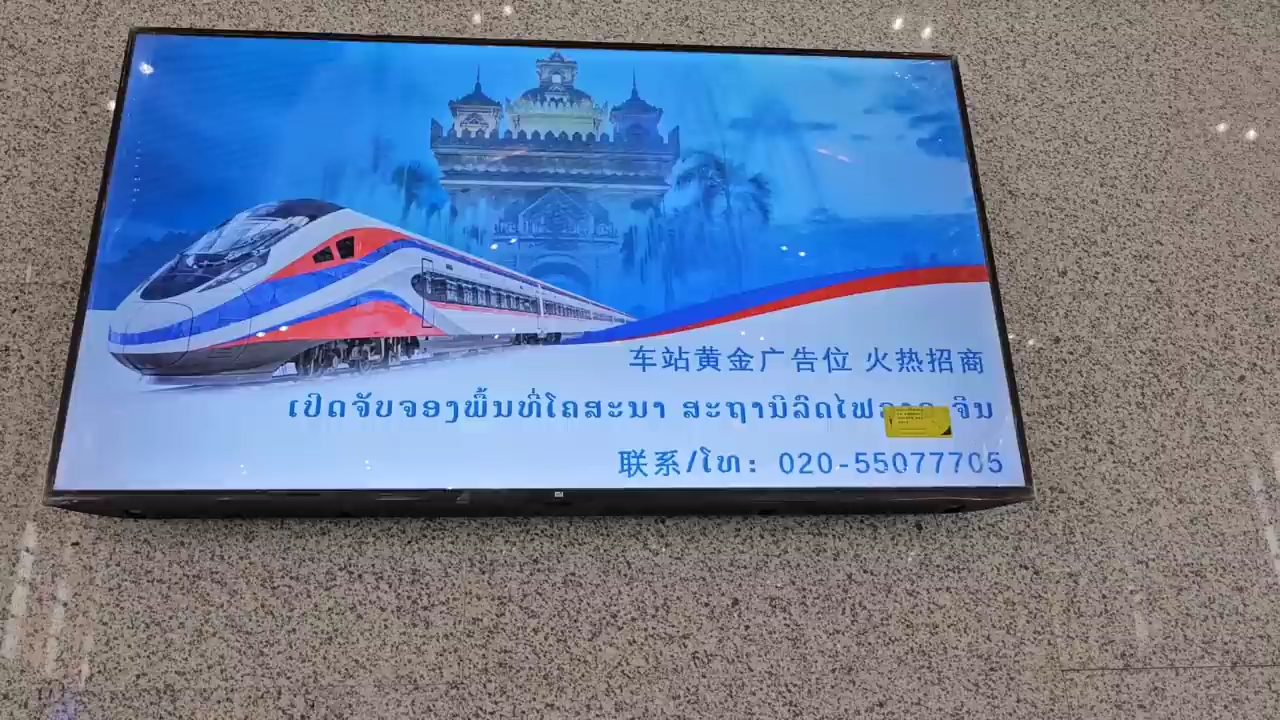 车站黄金广告位 火热招商
ເປີດຈັບຈອງພື້ນທີ່ໂຄສະນາ ສະຖານີລົດໄຟ ຈີນ
联系/ໂທ: 020-55077705